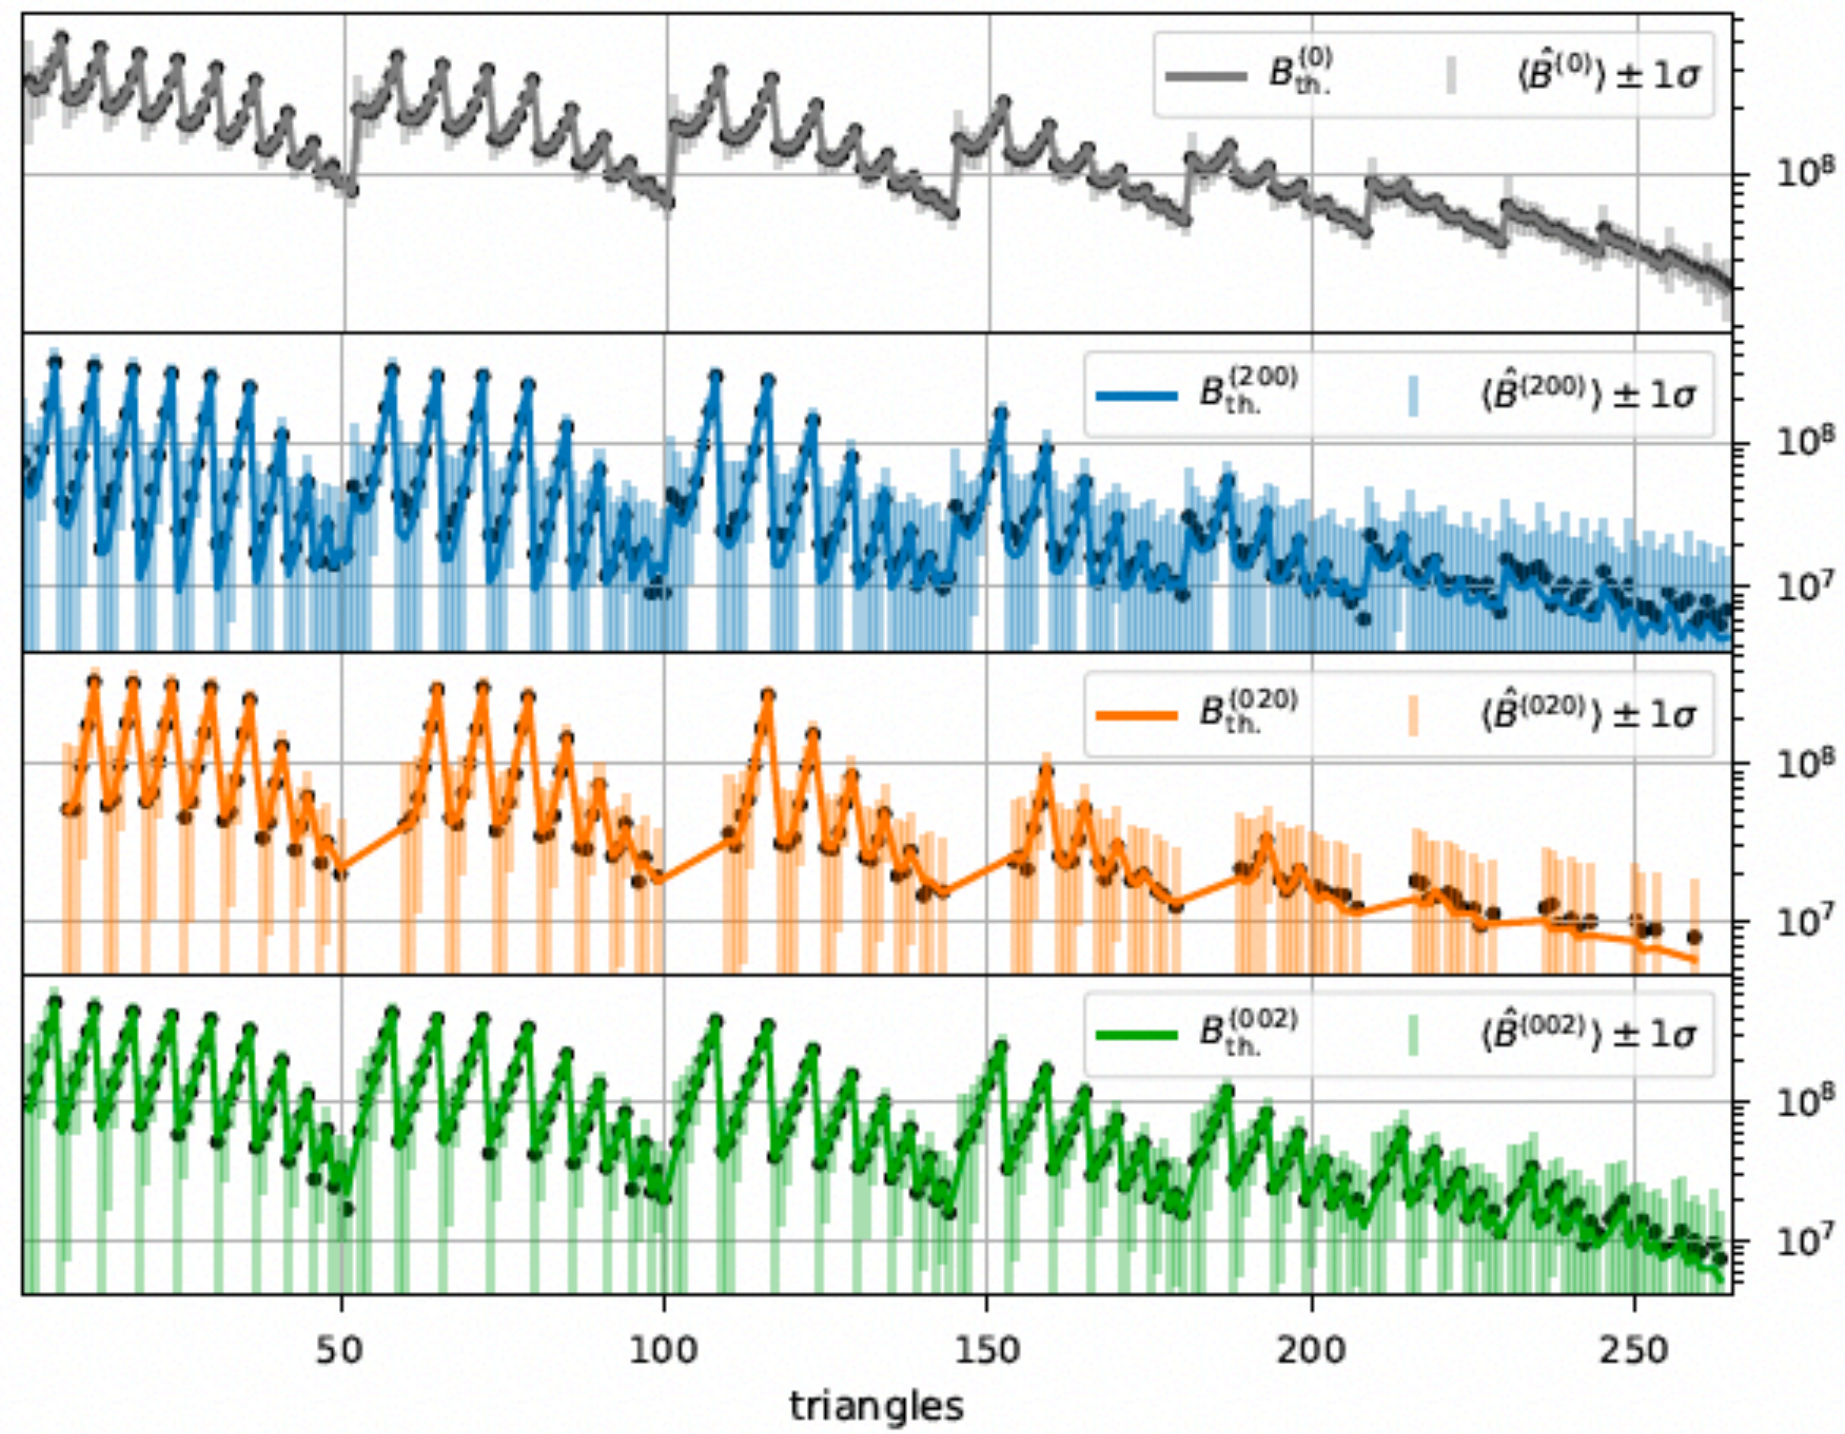 B_th.^(0) ⟨B̂^(0)⟩ ± 1σ
10^8
B_th.^(200) ⟨B̂^(200)⟩ ± 1σ
10^8
10^7
B_th.^(020) ⟨B̂^(020)⟩ ± 1σ
10^8
10^7
B_th.^(002) ⟨B̂^(002)⟩ ± 1σ
10^8
10^7
50 100 150 200 250
triangles